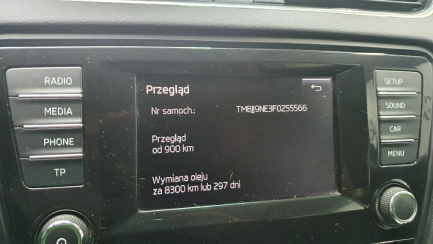 Przegląd
Nr samoch.: TMBJJ9NE3F0255566
Przegląd
od 900 km
Wymiana oleju
za 8300 km lub 297 dni
RADIO
MEDIA
PHONE
TP
SETUP
SOUND
CAR
MENU